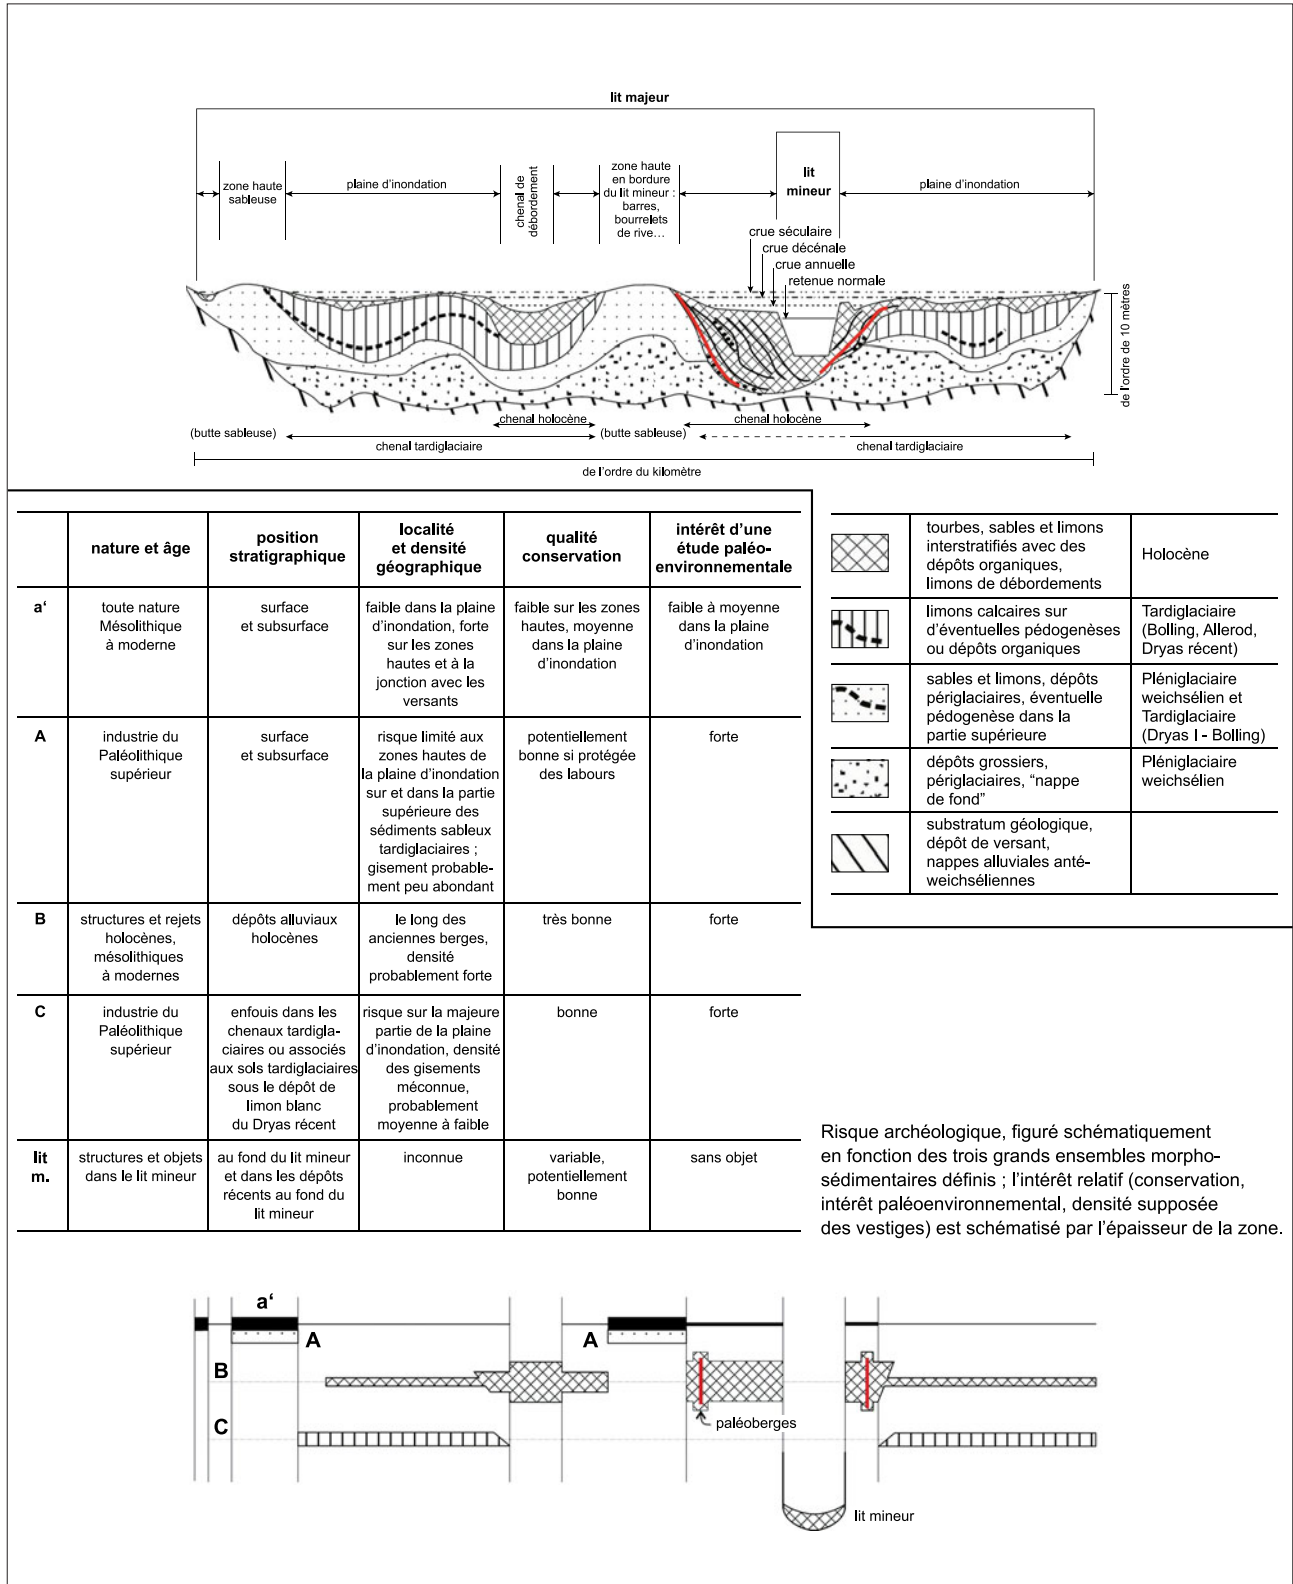 lit majeur
zone haute
sableuse
plaine d'inondation
chenal de
débordement
zone haute
en bordure
du lit mineur :
barres,
bourrelets
de rive…
lit
mineur
plaine d'inondation
crue séculaire
crue décénale
crue annuelle
retenue normale
de l'ordre de 10 mètres
chenal holocène
chenal holocène
(butte sableuse)
(butte sableuse)
chenal tardiglaciaire
chenal tardiglaciaire
de l'ordre du kilomètre
nature et âge
position
stratigraphique
localité
et densité
géographique
qualité
conservation
intérêt d'une
étude paléo-
environnementale
a‘
toute nature
Mésolithique
à moderne
surface
et subsurface
faible dans la plaine
d'inondation, forte
sur les zones
hautes et à la
jonction avec les
versants
faible sur les zones
hautes, moyenne
dans la plaine
d'inondation
faible à moyenne
dans la plaine
d'inondation
A
industrie du
Paléolithique
supérieur
surface
et subsurface
risque limité aux
zones hautes de
la plaine d'inondation
sur et dans la partie
supérieure des
sédiments sableux
tardiglaciaires ;
gisement probable-
ment peu abondant
potentiellement
bonne si protégée
des labours
forte
B
structures et rejets
holocènes,
mésolithiques
à modernes
dépôts alluviaux
holocènes
le long des
anciennes berges,
densité
probablement forte
très bonne
forte
C
industrie du
Paléolithique
supérieur
enfouis dans les
chenaux tardigla-
ciaires ou associés
aux sols tardiglaciaires
sous le dépôt de
limon blanc
du Dryas récent
risque sur la majeure
partie de la plaine
d'inondation, densité
des gisements
méconnue,
probablement
moyenne à faible
bonne
forte
lit
m.
structures et objets
dans le lit mineur
au fond du lit mineur
et dans les dépôts
récents au fond du
lit mineur
inconnue
variable,
potentiellement
bonne
sans objet
tourbes, sables et limons
interstratifiés avec des
dépôts organiques,
limons de débordements
Holocène
limons calcaires sur
d'éventuelles pédogenèses
ou dépôts organiques
Tardiglaciaire
(Bolling, Allerod,
Dryas récent)
sables et limons, dépôts
périglaciaires, éventuelle
pédogenèse dans la
partie supérieure
Pléniglaciaire
weichsélien et
Tardiglaciaire
(Dryas I - Bolling)
dépôts grossiers,
périglaciaires, “nappe
de fond”
Pléniglaciaire
weichsélien
substratum géologique,
dépôt de versant,
nappes alluviales anté-
weichséliennes
Risque archéologique, figuré schématiquement
en fonction des trois grands ensembles morpho-
sédimentaires définis ; l'intérêt relatif (conservation,
intérêt paléoenvironnemental, densité supposée
des vestiges) est schématisé par l'épaisseur de la zone.
a‘
A
A
B
C
paléoberges
lit mineur